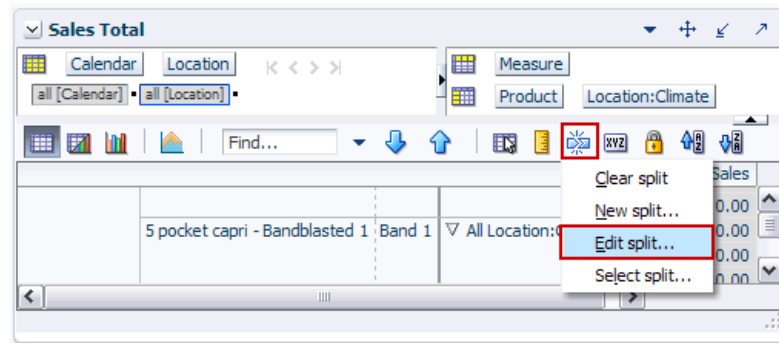 Sales Total
Calendar Location Measure
all [Calendar] all [Location] Product Location:Climate
Find... XYZ
Sales
Clear split
New split...
0.00
5 pocket capri - Bandblasted 1 Band 1 All Location: 0.00
Edit split...
0.00
Select split...
0.00